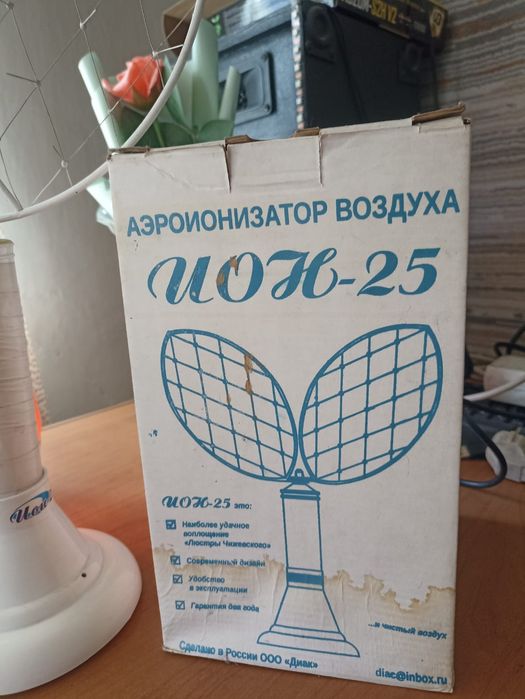 АЭРОИОНИЗАТОР ВОЗДУХА
ИОН-25
ИОН-25 это:
Наиболее удачное
воплощение
«Люстры Чижевского»
Современный дизайн
Удобство
в эксплуатации
Гарантия два года
...и чистый воздух
Сделано в России ООО «Диак»
diac@inbox.ru